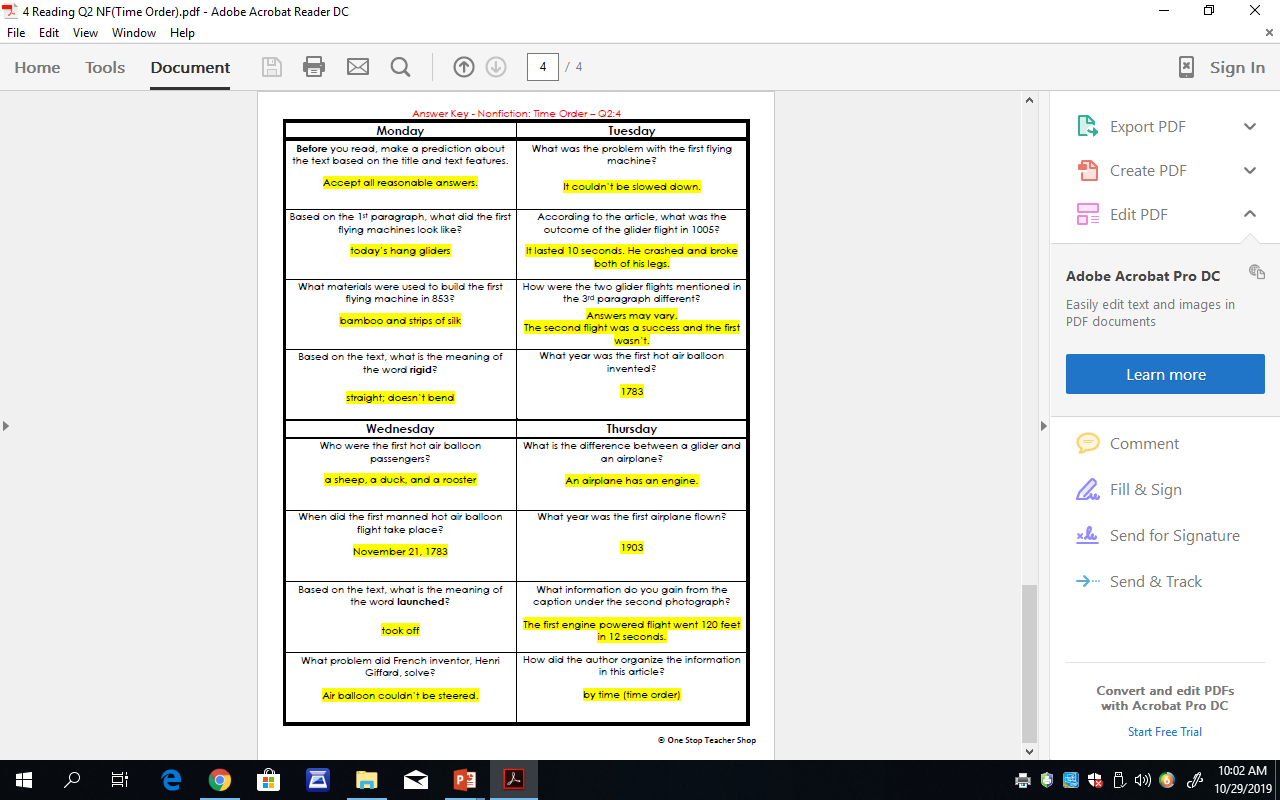 4 Reading Q2 NF(Time Order).pdf - Adobe Acrobat Reader DC
File Edit View Window Help
Home Tools Document 4 / 4 Sign In
Answer Key - Nonfiction: Time Order – Q2:4
Monday
Before you read, make a prediction about
the text based on the title and text features.
Accept all reasonable answers.
Based on the 1st paragraph, what did the first
flying machines look like?
today's hang gliders
What materials were used to build the first
flying machine in 853?
bamboo and strips of silk
Based on the text, what is the meaning of
the word rigid?
straight; doesn't bend
Tuesday
What was the problem with the first flying
machine?
It couldn't be slowed down.
According to the article, what was the
outcome of the glider flight in 1005?
It lasted 10 seconds. He crashed and broke
both of his legs.
How were the two glider flights mentioned in
the 3rd paragraph different?
Answers may vary.
The second flight was a success and the first
wasn't.
What year was the first hot air balloon
invented?
1783
Wednesday
Who were the first hot air balloon
passengers?
a sheep, a duck, and a rooster
When did the first manned hot air balloon
flight take place?
November 21, 1783
Based on the text, what is the meaning of
the word launched?
took off
What problem did French inventor, Henri
Giffard, solve?
Air balloon couldn't be steered.
Thursday
What is the difference between a glider and
an airplane?
An airplane has an engine.
What year was the first airplane flown?
1903
What information do you gain from the
caption under the second photograph?
The first engine powered flight went 120 feet
in 12 seconds.
How did the author organize the information
in this article?
by time (time order)
© One Stop Teacher Shop
Export PDF
Create PDF
Edit PDF
Adobe Acrobat Pro DC
Easily edit text and images in
PDF documents
Learn more
Comment
Fill & Sign
Send for Signature
Send & Track
Convert and edit PDFs
with Acrobat Pro DC
Start Free Trial
10:02 AM
10/29/2019